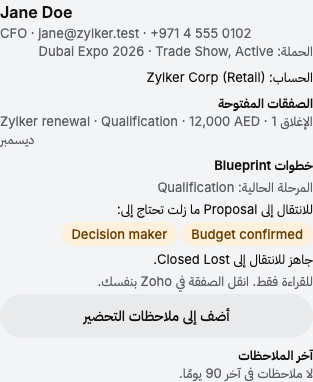 Jane Doe
CFO · jane@zylker.test · +971 4 555 0102
الحملة: Dubai Expo 2026 · Trade Show, Active
الحساب: Zylker Corp (Retail)
الصفقات المفتوحة
Zylker renewal · Qualification · 12,000 AED · الإغلاق 1
ديسمبر
خطوات Blueprint
المرحلة الحالية: Qualification
للانتقال إلى Proposal ما زلت تحتاج إلى:
Budget confirmed Decision maker
جاهز للانتقال إلى Closed Lost.
للقراءة فقط. انقل الصفقة في Zoho بنفسك.
أضف إلى ملاحظات التحضير
آخر الملاحظات
لا ملاحظات في آخر 90 يومًا.